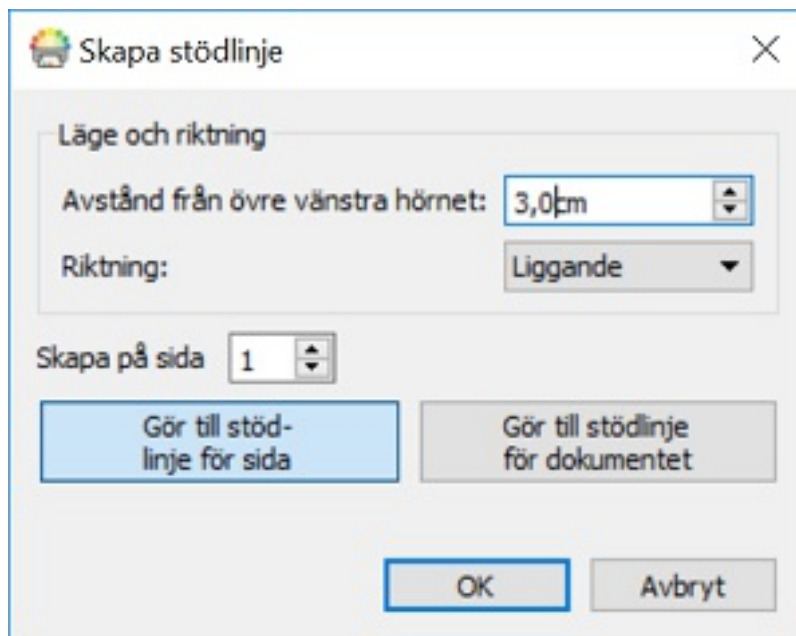 Skapa stödlinje
Läge och riktning
Avstånd från övre vänstra hörnet: 3,0cm
Riktning: Liggande
Skapa på sida 1
Gör till stöd-
linje för sida
Gör till stödlinje
för dokumentet
OK Avbryt